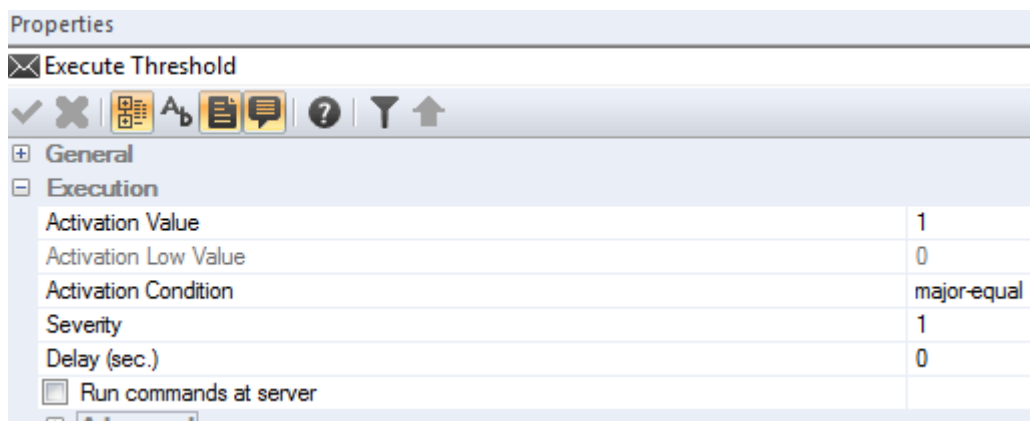 Properties
Execute Threshold
Ab
General
Execution
Activation Value 1
Activation Low Value 0
Activation Condition major-equal
Severity 1
Delay (sec.) 0
Run commands at server